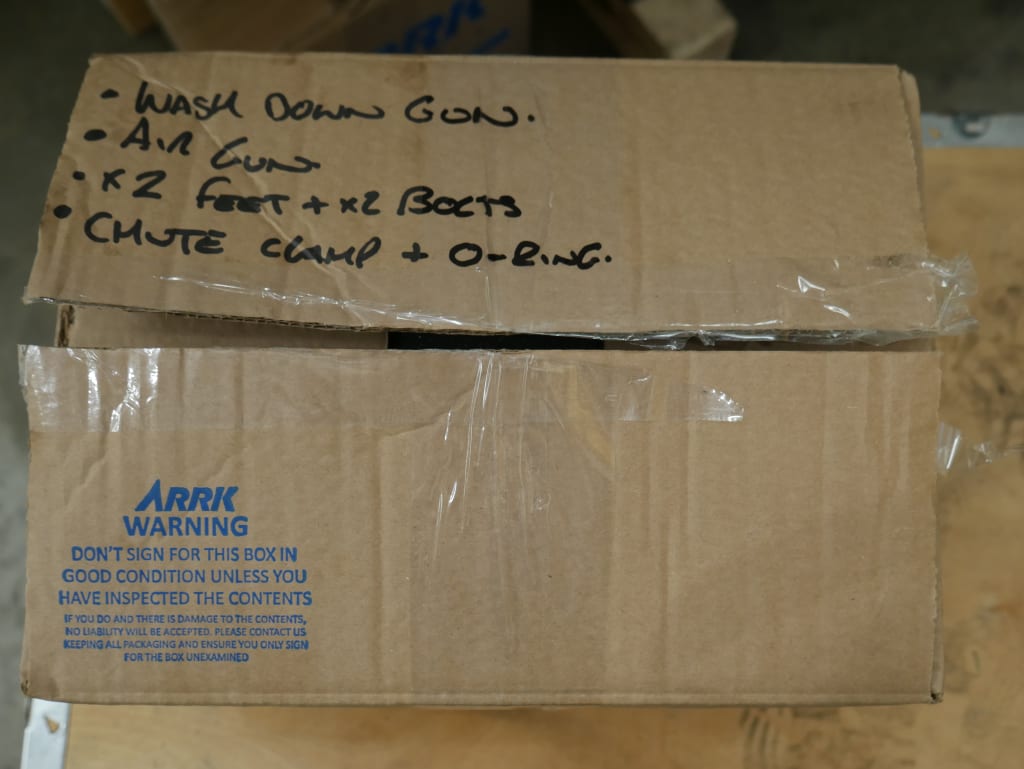 • WASH DOWN GUN.
• AIR GUN
• x2 FEET + x2 BOLTS
• CHUTE CLAMP + O-RING.
ARRK
WARNING
DON'T SIGN FOR THIS BOX IN
GOOD CONDITION UNLESS YOU
HAVE INSPECTED THE CONTENTS
IF YOU DO AND THERE IS DAMAGE TO THE CONTENTS,
NO LIABILITY WILL BE ACCEPTED. PLEASE CONTACT US
KEEPING ALL PACKAGING AND ENSURE YOU ONLY SIGN
FOR THE BOX UNEXAMINED